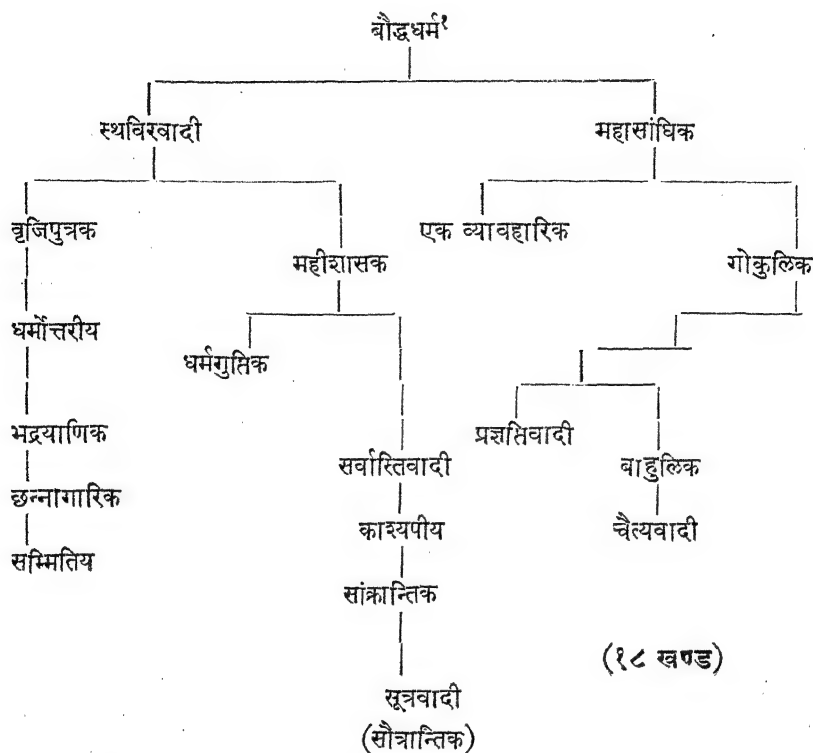 बौद्धधर्म१
स्थविरवादी
महासांघिक
वृजिपुत्रक
एक व्यावहारिक
महीशासक
गोकुलिक
धर्मोत्तरीय
धर्मगुप्तिक
भद्रयाणिक
प्रज्ञप्तिवादी
सर्वास्तिवादी
बाहुलिक
छन्नागारिक
काश्यपीय
चैत्यवादी
सम्मितिय
सांक्रान्तिक
(१८ खण्ड)
सूत्रवादी
(सौत्रान्तिक)